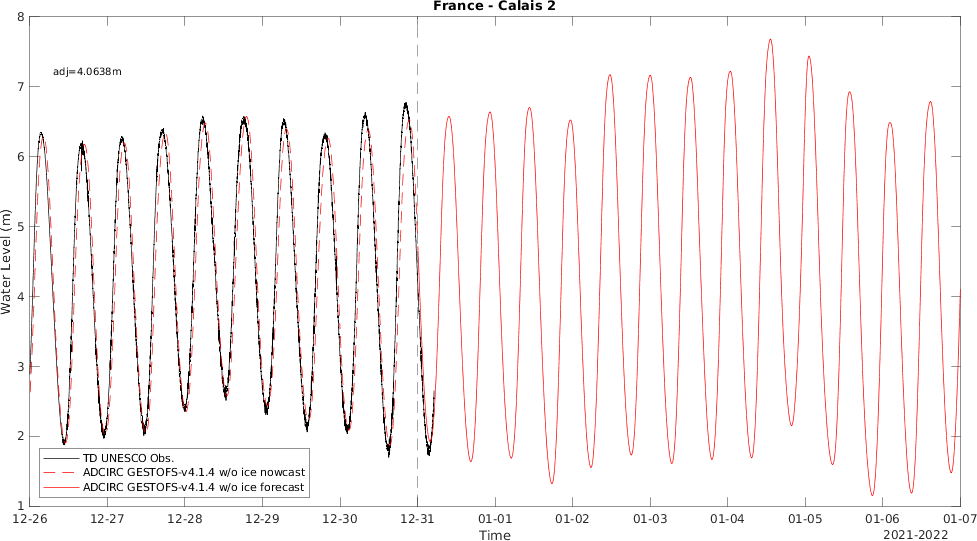 France - Calais 2
8
adj=4.0638m
7
6
5
4
3
2
1
Water Level (m)
TD UNESCO Obs.
ADCIRC GESTOFS-v4.1.4 w/o ice nowcast
ADCIRC GESTOFS-v4.1.4 w/o ice forecast
12-26 12-27 12-28 12-29 12-30 12-31 01-01 01-02 01-03 01-04 01-05 01-06 01-07
Time
2021-2022